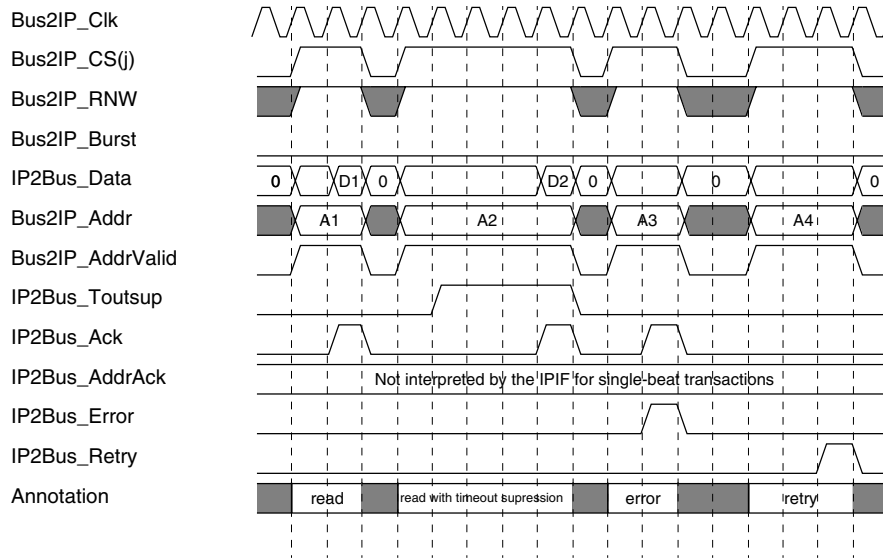 Bus2IP_Clk
Bus2IP_CS(j)
Bus2IP_RNW
Bus2IP_Burst
IP2Bus_Data 0 D1 0 D2 0 0 0
Bus2IP_Addr A1 A2 A3 A4
Bus2IP_AddrValid
IP2Bus_Toutsup
IP2Bus_Ack
IP2Bus_AddrAck Not interpreted by the IPIF for single-beat transactions
IP2Bus_Error
IP2Bus_Retry
Annotation read read with timeout supression error retry